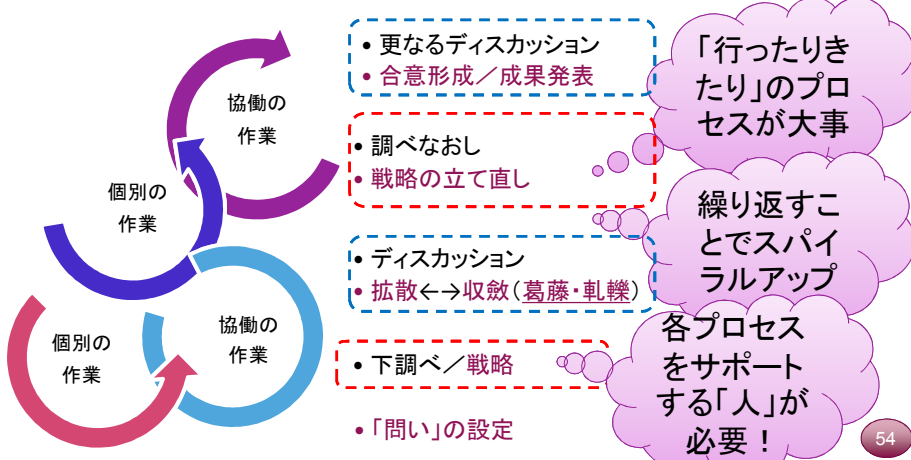 協働の
作業
個別の
作業
協働の
作業
個別の
作業
• 更なるディスカッション
• 合意形成／成果発表
• 調べなおし
• 戦略の立て直し
• ディスカッション
• 拡散←→収斂(葛藤・軋轢)
• 下調べ／戦略
• 「問い」の設定
「行ったりき
たり」のプロ
セスが大事
繰り返すこ
とでスパイ
ラルアップ
各プロセス
をサポート
する「人」が
必要！
54